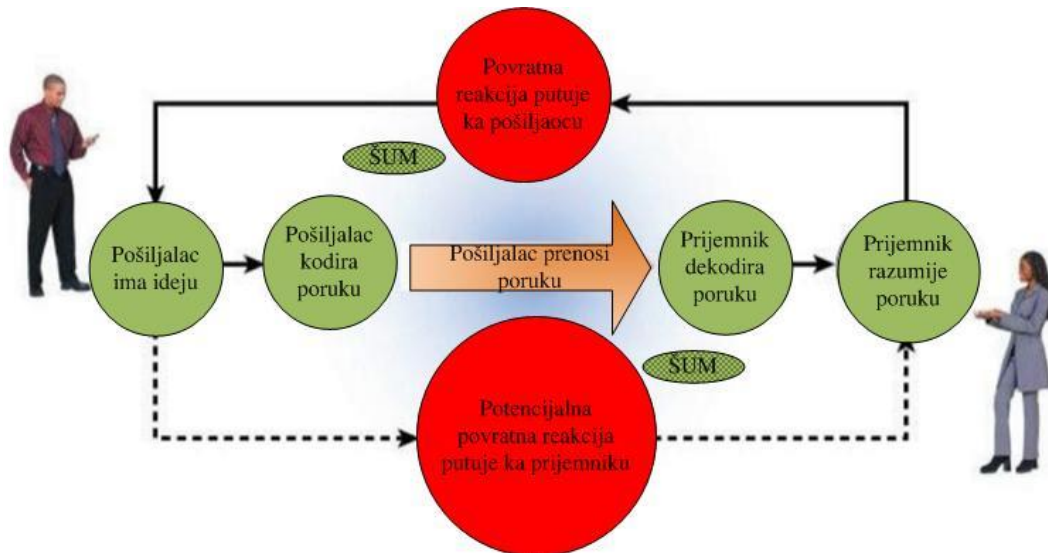 Povratna
reakcija putuje
ka pošiljaocu
ŠUM
Pošiljalac
ima ideju
Pošiljalac
kodira
poruku
Pošiljalac prenosi
poruku
Prijemnik
dekodira
poruku
Prijemnik
razumije
poruku
ŠUM
Potencijalna
povratna reakcija
putuje ka prijemniku